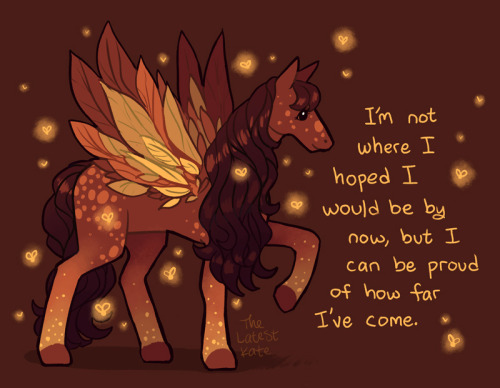 I'm not
where I
hoped I
would be by
now, but I
can be proud
of how far
I've come.
The
Latest
Kate